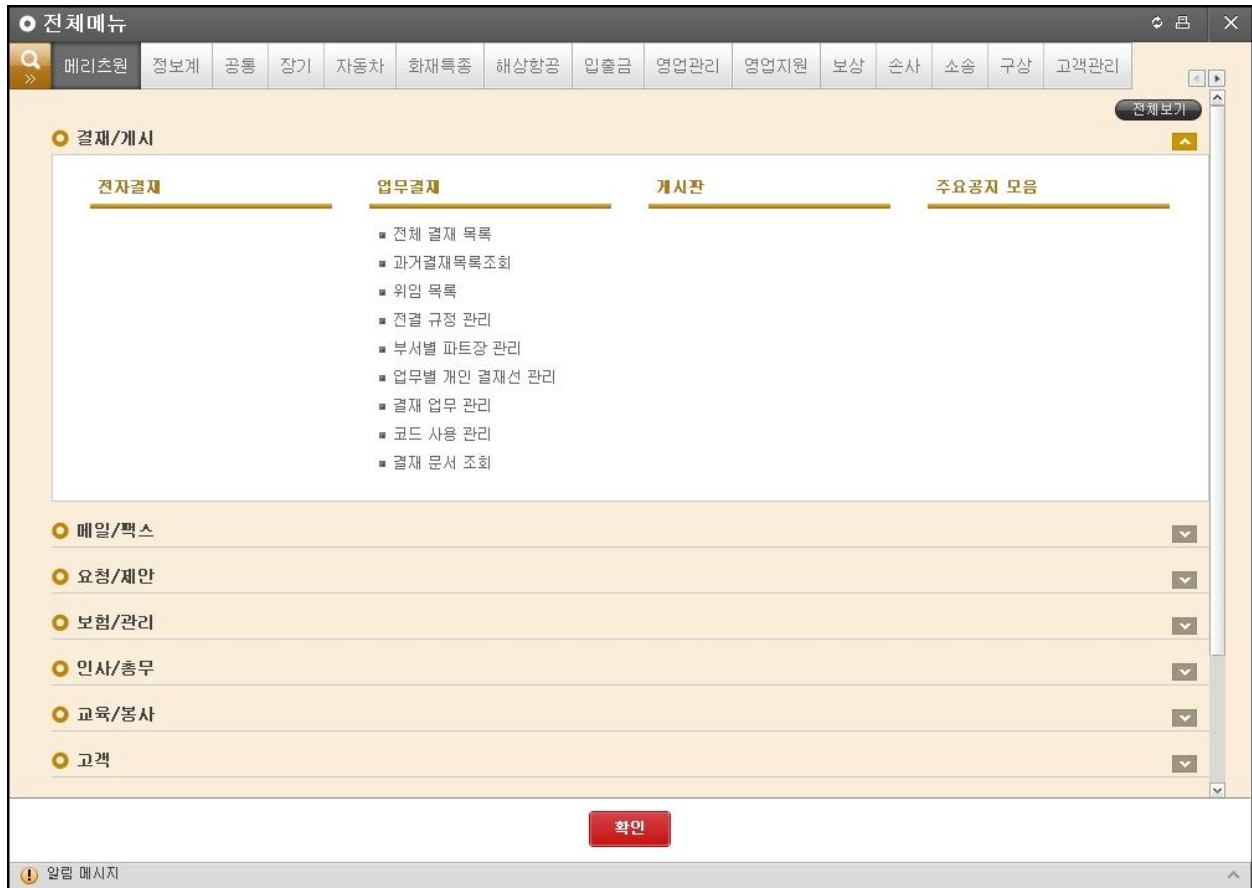 전체메뉴
메리츠원 정보계 공통 장기 자동차 화재특종 해상항공 입출금 영업관리 영업지원 보상 손사 소송 구상 고객관리
전체보기
결재/게시
전자결재 업무결재 게시판 주요공지 모음
전체 결재 목록
과거결재목록조회
위임 목록
전결 규정 관리
부서별 파트장 관리
업무별 개인 결재선 관리
결재 업무 관리
코드 사용 관리
결재 문서 조회
메일/팩스
요청/제안
보험/관리
인사/총무
교육/봉사
고객
확인
알림 메시지